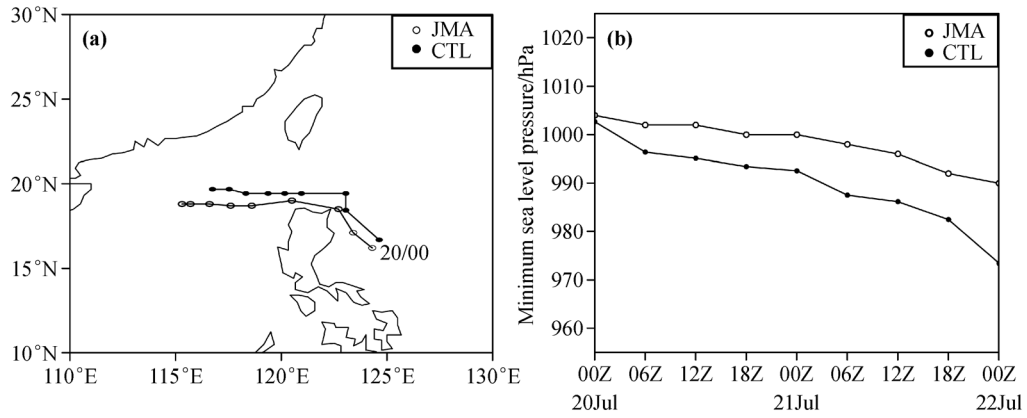 (a)
JMA
CTL
30°N
25°N
20°N
15°N
10°N
110°E 115°E 120°E 125°E 130°E
20/00
(b)
JMA
CTL
Minimum sea level pressure/hPa
1020
1010
1000
990
980
970
960
00Z 06Z 12Z 18Z 00Z 06Z 12Z 18Z 00Z
20Jul 21Jul 22Jul